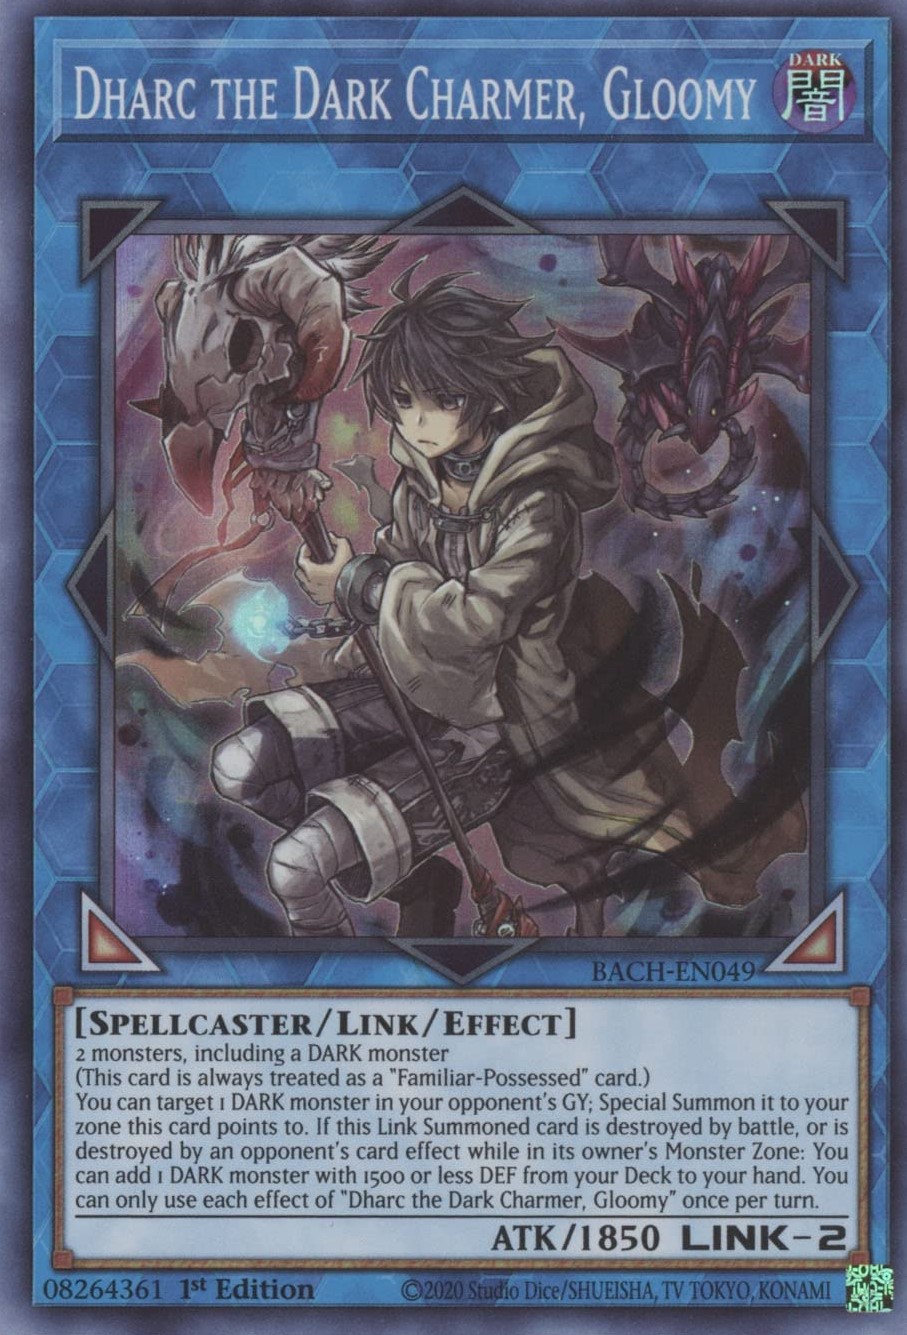 DHARC THE DARK CHARMER, GLOOMY
DARK
闇
BACH-EN049
[SPELLCASTER/LINK/EFFECT]
2 monsters, including a DARK monster
(This card is always treated as a "Familiar-Possessed" card.)
You can target 1 DARK monster in your opponent's GY; Special Summon it to your
zone this card points to. If this Link Summoned card is destroyed by battle, or is
destroyed by an opponent's card effect while in its owner's Monster Zone: You
can add 1 DARK monster with 1500 or less DEF from your Deck to your hand. You
can only use each effect of "Dharc the Dark Charmer, Gloomy" once per turn.
ATK/1850 LINK-2
08264361 1st Edition ©2020 Studio Dice/SHUEISHA, TV TOKYO, KONAMI